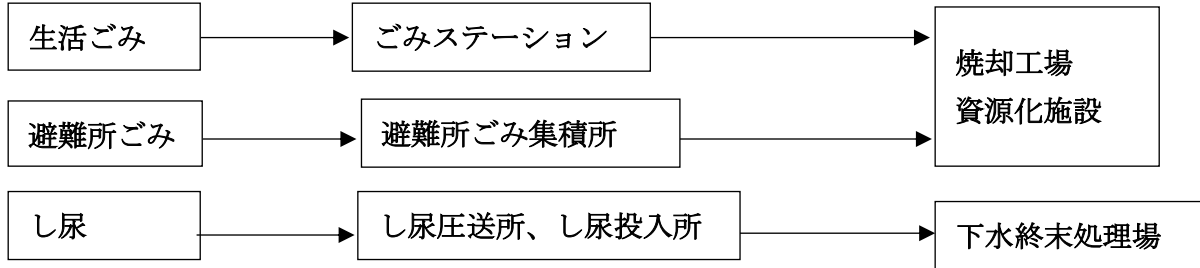 生活ごみ
ごみステーション
焼却工場
資源化施設
避難所ごみ
避難所ごみ集積所
し尿
し尿圧送所、し尿投入所
下水終末処理場